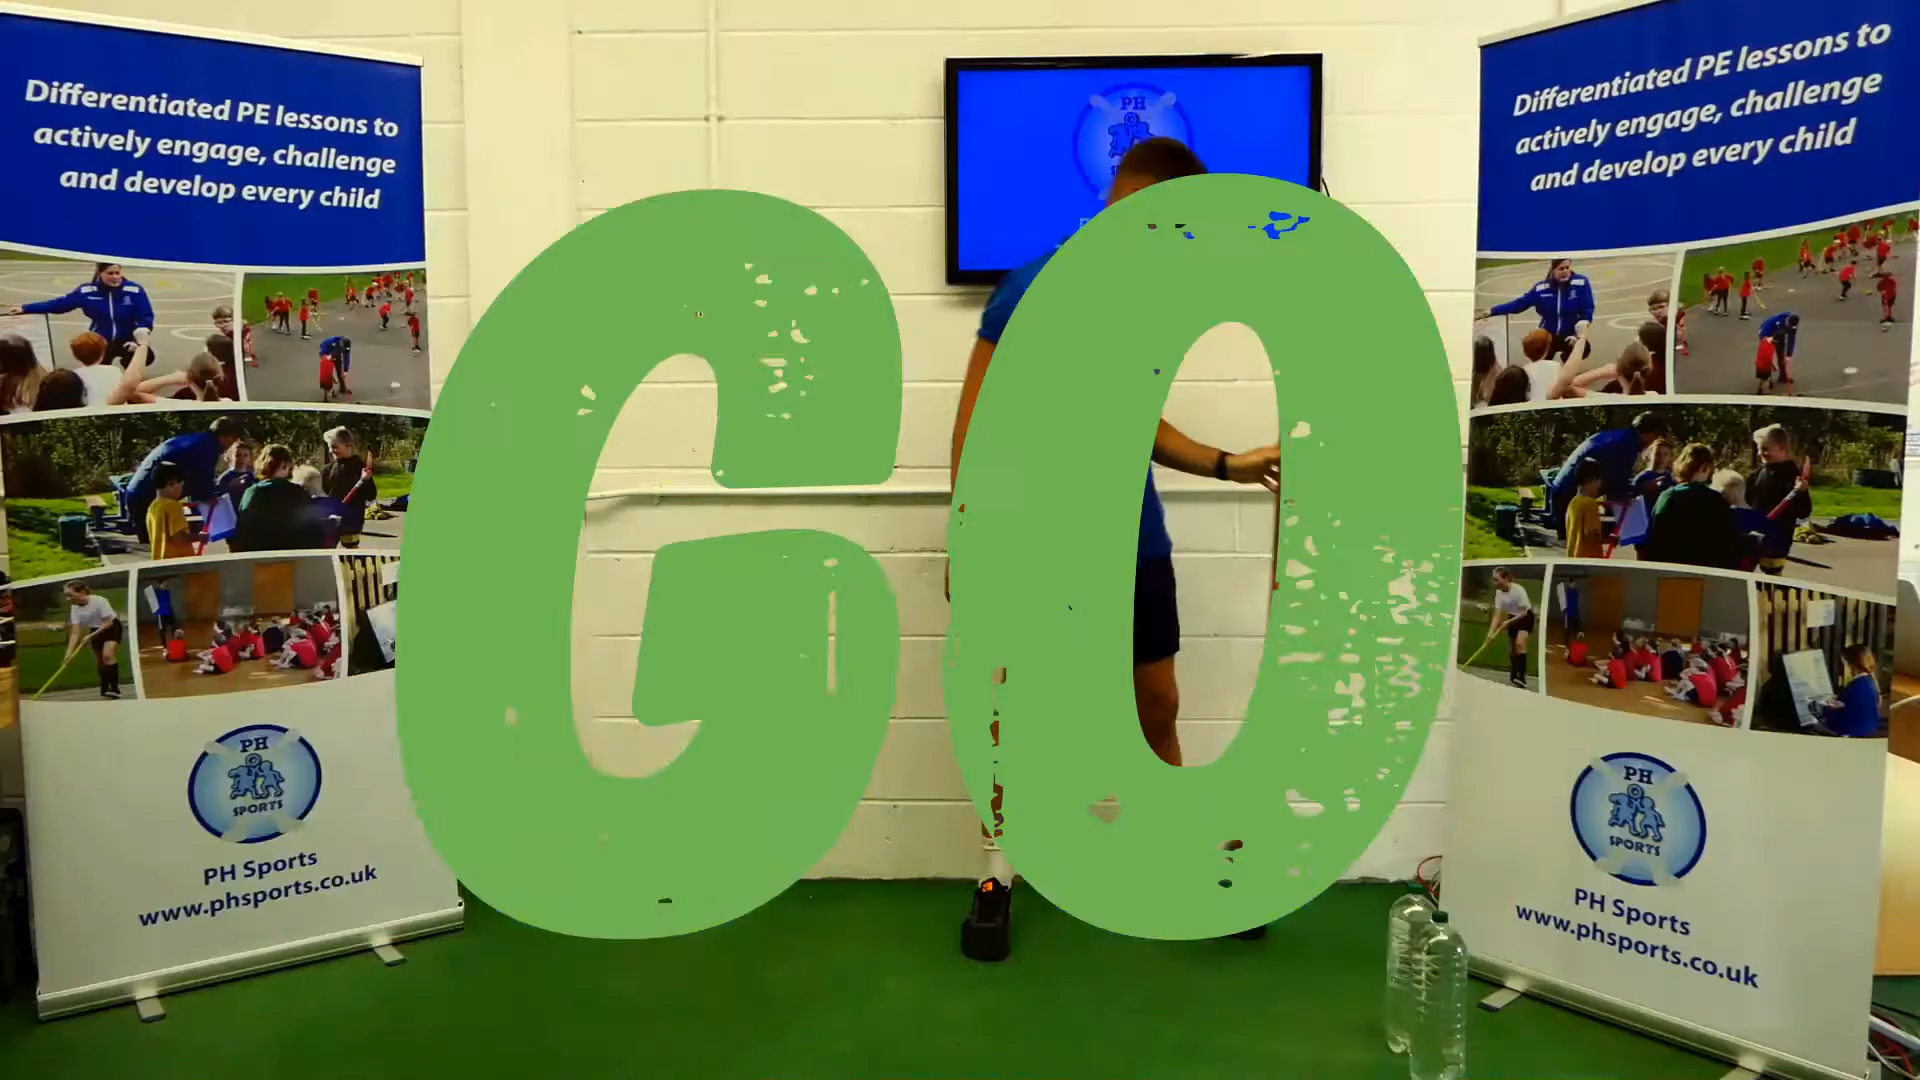 Differentiated PE lessons to
actively engage, challenge
and develop every child
PH
SPORTS
PH Sports
www.phsports.co.uk
PH
GO
Differentiated PE lessons to
actively engage, challenge
and develop every child
PH
SPORTS
PH Sports
www.phsports.co.uk